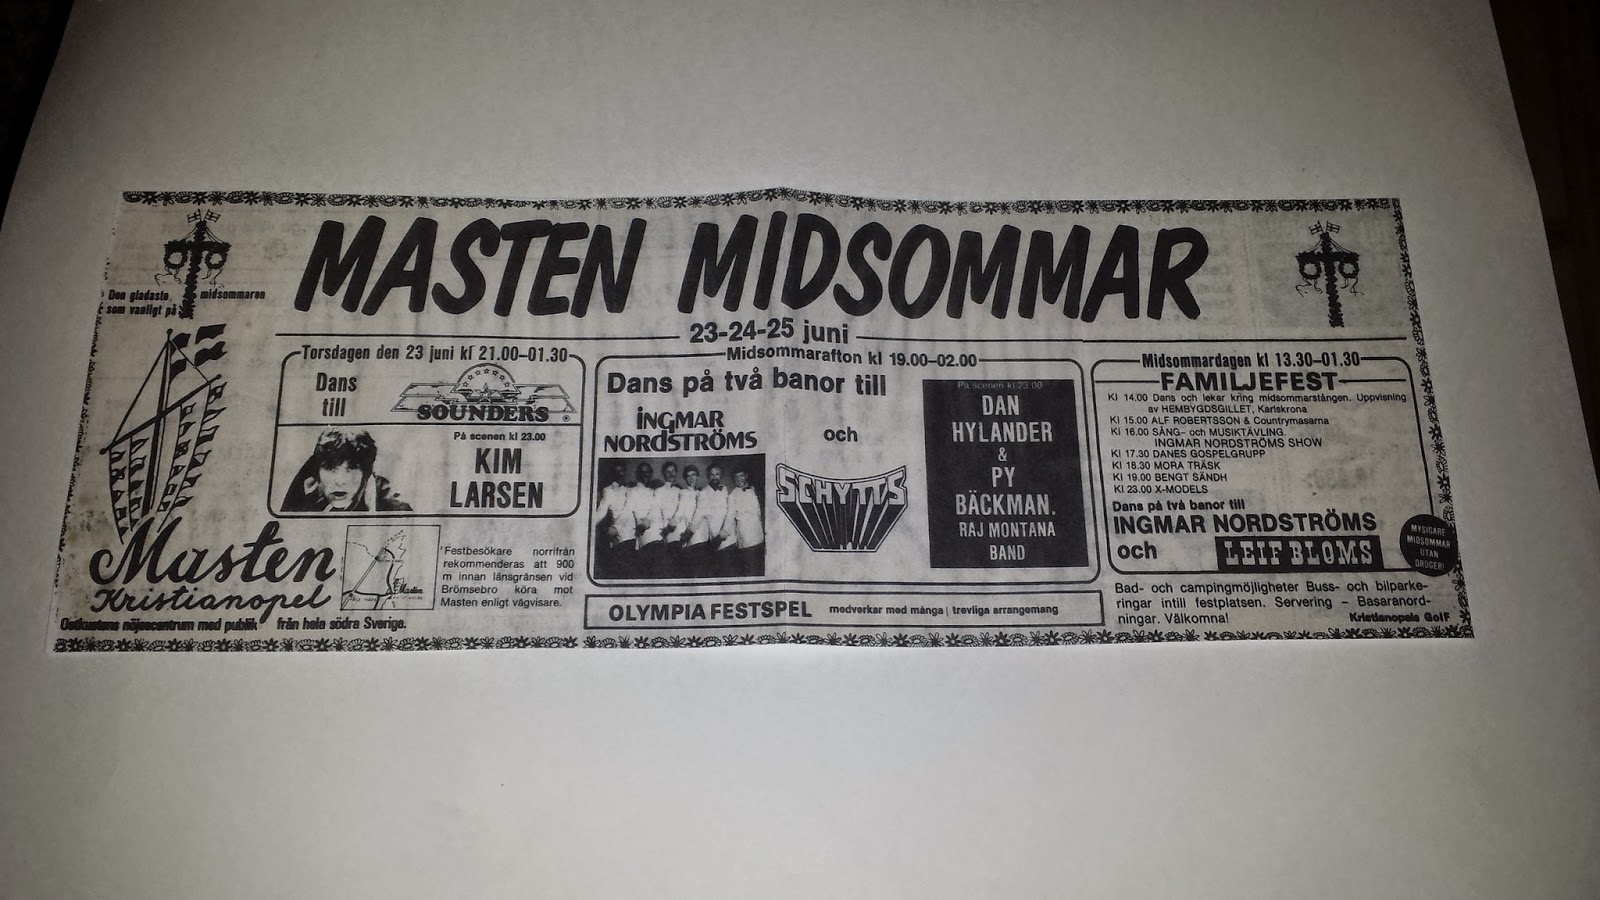 MASTEN MIDSOMMAR
Den gladaste midsommaren
som vanligt på
23-24-25 juni
Torsdagen den 23 juni kl 21.00–01.30
Dans
till
SOUNDERS
På scenen kl 23.00
KIM
LARSEN
Masten
Kristianopel
Ostkustens nöjescentrum med publik från hela södra Sverige.
Masten
Festbesökare norrifrån
rekommenderas att 900
m innan länsgränsen vid
Brömsebro köra mot
Masten enligt vägvisare.
Midsommarafton kl 19.00–02.00
Dans på två banor till
INGMAR
NORDSTRÖMS
och
SCHYTTS
På scenen kl 23.00
DAN
HYLANDER
&
PY
BÄCKMAN.
RAJ MONTANA
BAND
OLYMPIA FESTSPEL medverkar med många trevliga arrangemang
Midsommardagen kl 13.30–01.30
FAMILJEFEST
Kl 14.00 Dans och lekar kring midsommarstången. Uppvisning
av HEMBYGDSGILLET, Karlskrona
Kl 15.00 ALF ROBERTSSON & Countrymasarna
Kl 16.00 SÅNG– och MUSIKTÄVLING.
INGMAR NORDSTRÖMS SHOW
Kl 17.30 DANES GOSPELGRUPP
Kl 18.30 MORA TRÄSK
Kl 19.00 BENGT SÄNDH
Kl 23.00 X-MODELS
Dans på två banor till
INGMAR NORDSTRÖMS
och LEIF BLOMS
MYSIGARE
MIDSOMMAR
UTAN
DROGER!
Bad- och campingmöjligheter Buss- och bilparke-
ringar intill festplatsen. Servering – Basaranord-
ningar. Välkomna! Kristianopels GoIF